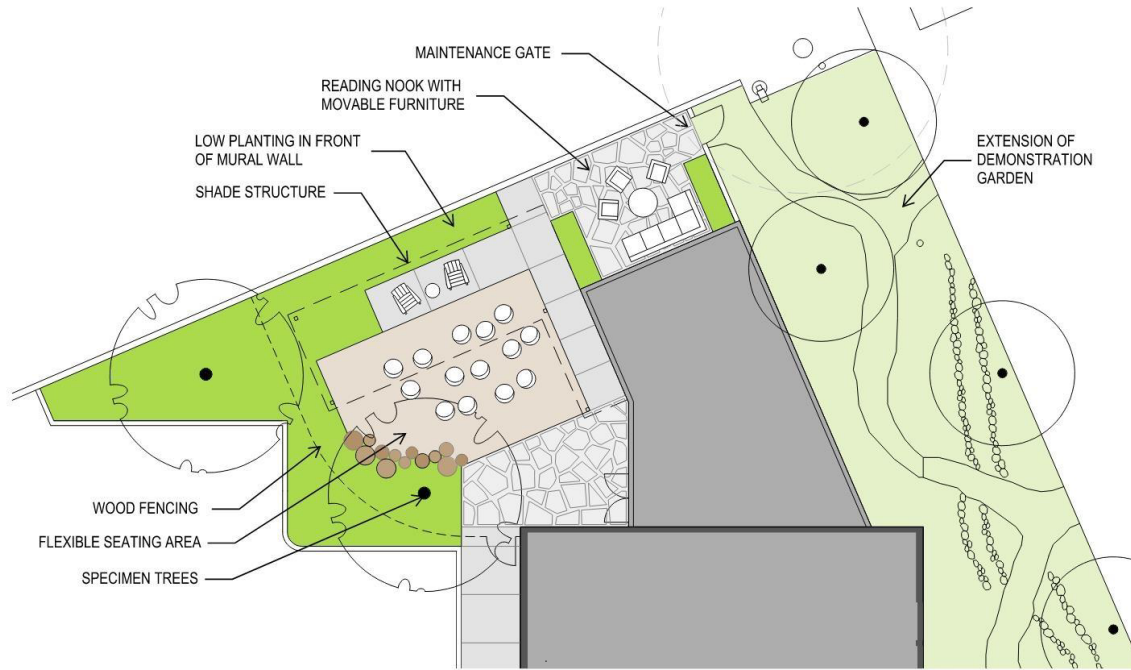 MAINTENANCE GATE
READING NOOK WITH
MOVABLE FURNITURE
LOW PLANTING IN FRONT
OF MURAL WALL
SHADE STRUCTURE
EXTENSION OF
DEMONSTRATION
GARDEN
WOOD FENCING
FLEXIBLE SEATING AREA
SPECIMEN TREES